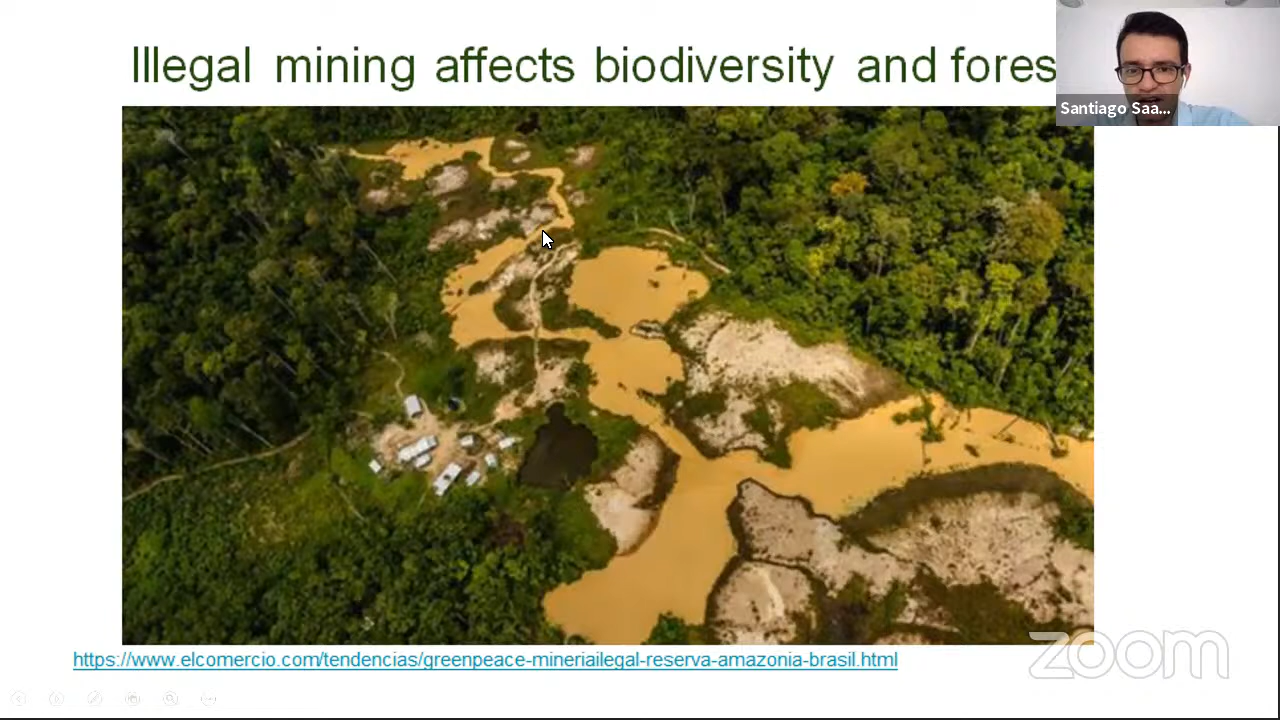 Illegal mining affects biodiversity and fores
Santiago Saa...
https://www.elcomercio.com/tendencias/greenpeace-mineriailegal-reserva-amazonia-brasil.html
zoom